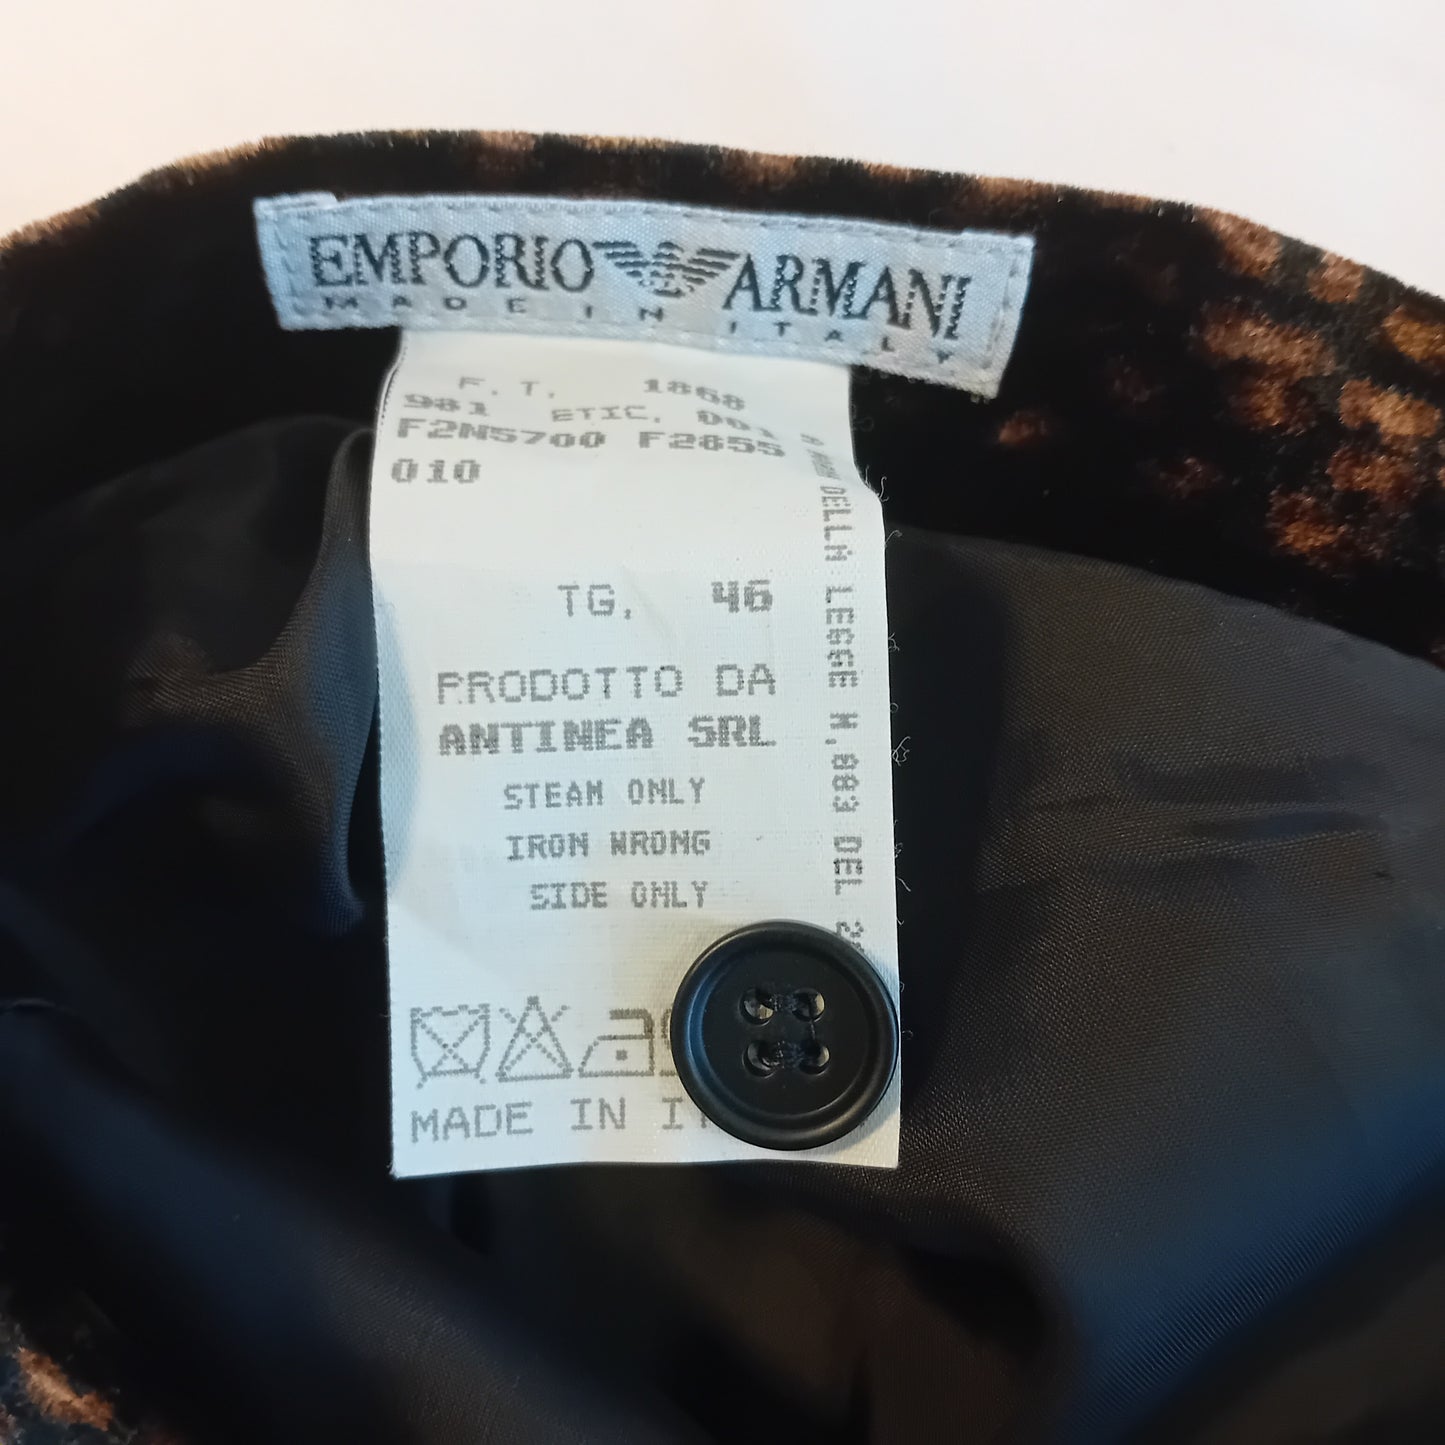 EMPORIO ARMANI
MADE IN ITALY
F.T. 1868
981 ETIC. 001
F2N5700 F2855
010
TG. 46
PRODOTTO DA
ANTINEA SRL
STEAM ONLY
IRON WRONG
SIDE ONLY
MADE IN
DELLA LEGGE N.883 DEL